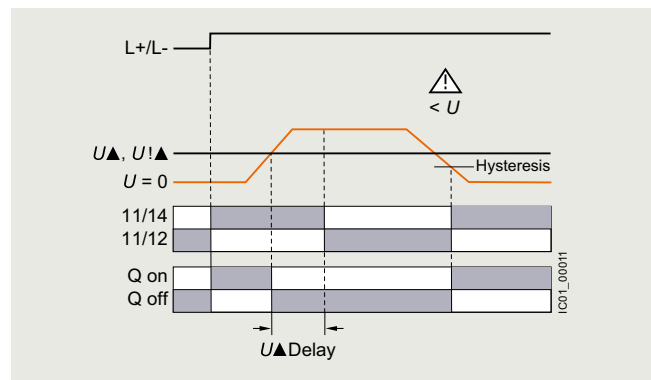 L+/L-
< U
U▲, U!▲
Hysteresis
U = 0
11/14
11/12
Q on
Q off
IC01_00011
U▲Delay